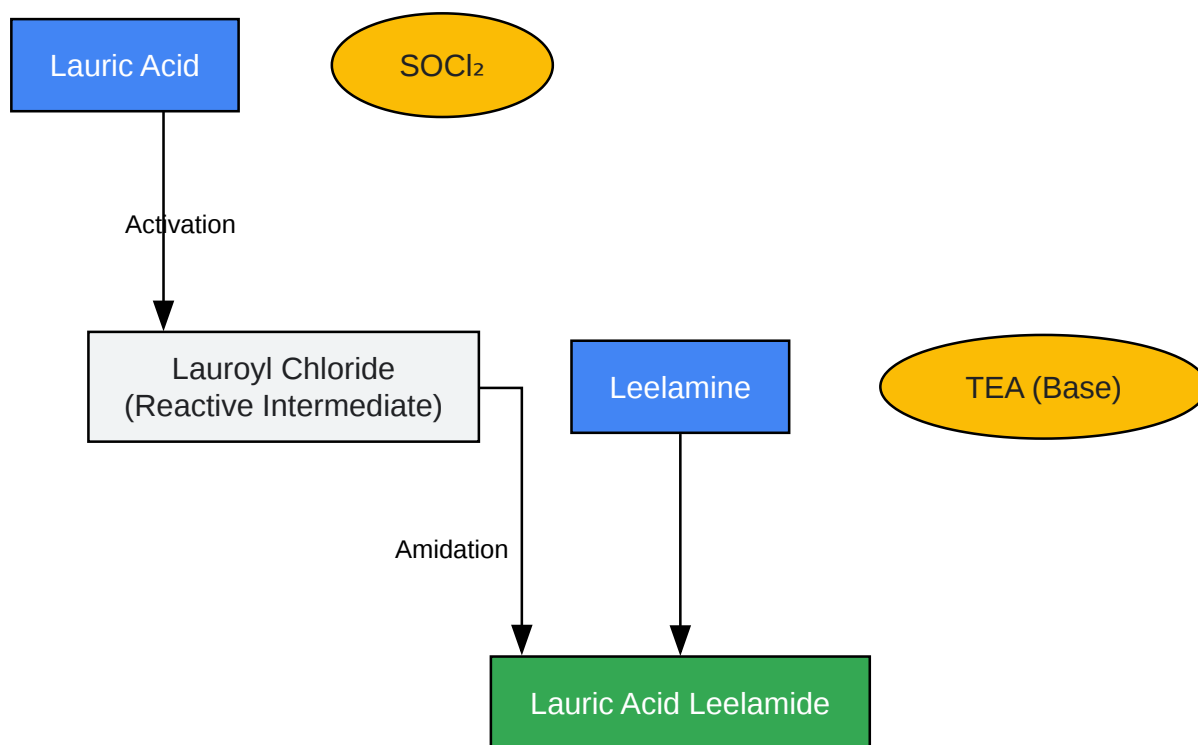 Lauric Acid
SOCl₂
Activation
Lauroyl Chloride
(Reactive Intermediate)
Leelamine
TEA (Base)
Amidation
Lauric Acid Leelamide